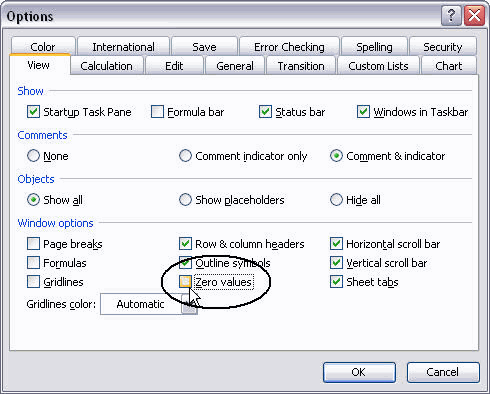 Options
Color International Save Error Checking Spelling Security
View Calculation Edit General Transition Custom Lists Chart
Show
Startup Task Pane Formula bar Status bar Windows in Taskbar
Comments
None Comment indicator only Comment & indicator
Objects
Show all Show placeholders Hide all
Window options
Page breaks Row & column headers Horizontal scroll bar
Formulas Outline symbols Vertical scroll bar
Gridlines Zero values Sheet tabs
Gridlines color: Automatic
OK Cancel